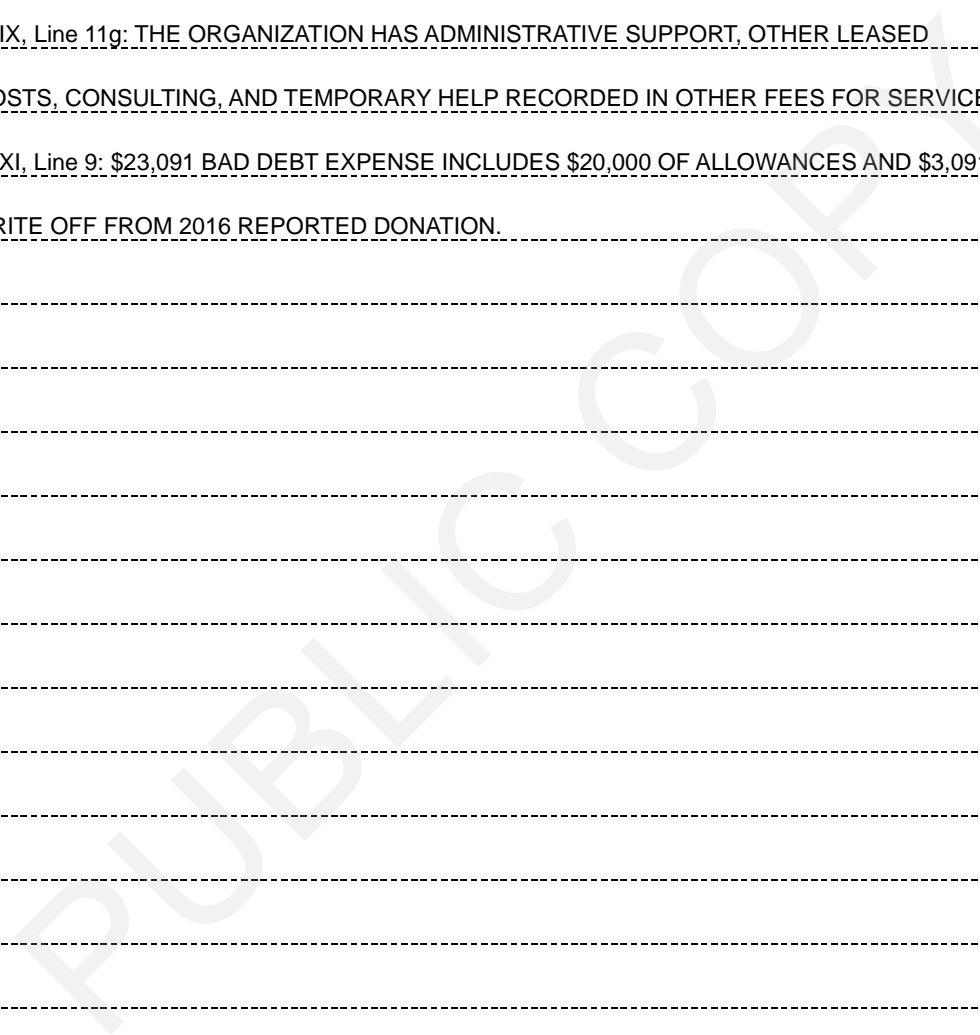 IX, Line 11g: THE ORGANIZATION HAS ADMINISTRATIVE SUPPORT, OTHER LEASED
OSTS, CONSULTING, AND TEMPORARY HELP RECORDED IN OTHER FEES FOR SERVICE
XI, Line 9: $23,091 BAD DEBT EXPENSE INCLUDES $20,000 OF ALLOWANCES AND $3,091
RITE OFF FROM 2016 REPORTED DONATION.
PUBLIC COPY